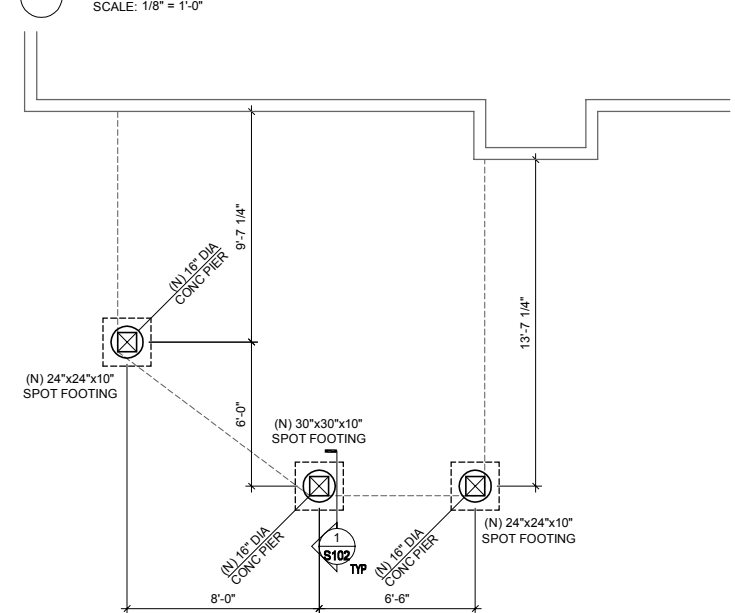 SCALE: 1/8" = 1'-0"
9'-7 1/4"
(N) 16" DIA
CONC PIER
13'-7 1/4"
(N) 24"x24"x10"
SPOT FOOTING
6'-0"
(N) 30"x30"x10"
SPOT FOOTING
(N) 24"x24"x10"
SPOT FOOTING
(N) 16" DIA
CONC PIER
1
S102
TYP
(N) 16" DIA
CONC PIER
8'-0"
6'-6"